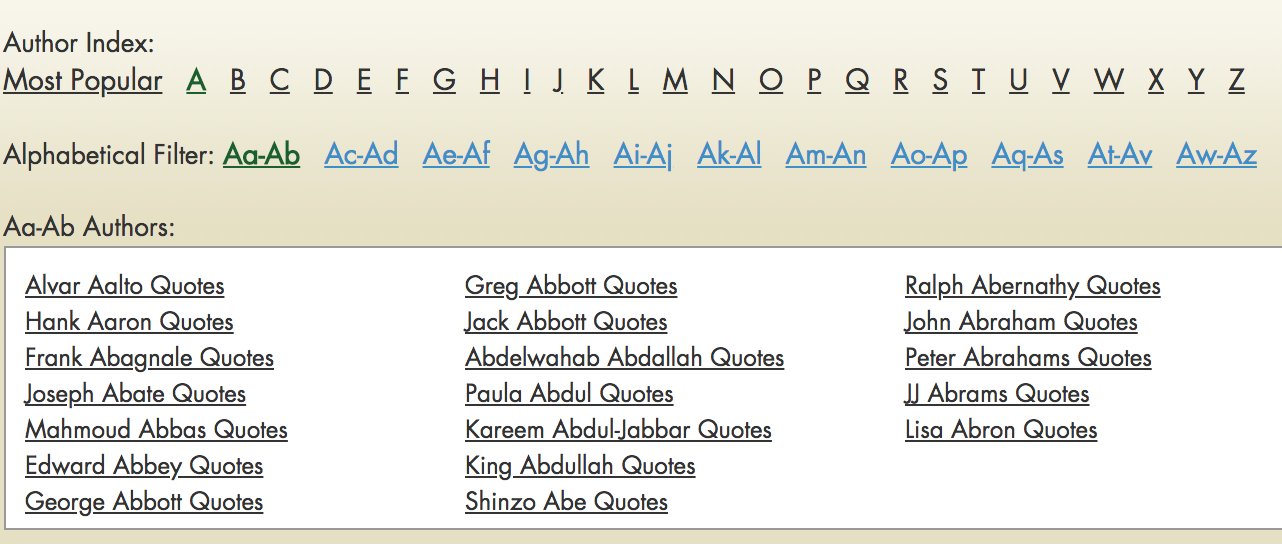 Author Index:
Most Popular A B C D E F G H I J K L M N O P Q R S T U V W X Y Z
Alphabetical Filter: Aa-Ab Ac-Ad Ae-Af Ag-Ah Ai-Aj Ak-Al Am-An Ao-Ap Aq-As At-Av Aw-Az
Aa-Ab Authors:
Alvar Aalto Quotes
Hank Aaron Quotes
Frank Abagnale Quotes
Joseph Abate Quotes
Mahmoud Abbas Quotes
Edward Abbey Quotes
George Abbott Quotes
Greg Abbott Quotes
Jack Abbott Quotes
Abdelwahab Abdallah Quotes
Paula Abdul Quotes
Kareem Abdul-Jabbar Quotes
King Abdullah Quotes
Shinzo Abe Quotes
Ralph Abernathy Quotes
John Abraham Quotes
Peter Abrahams Quotes
JJ Abrams Quotes
Lisa Abron Quotes